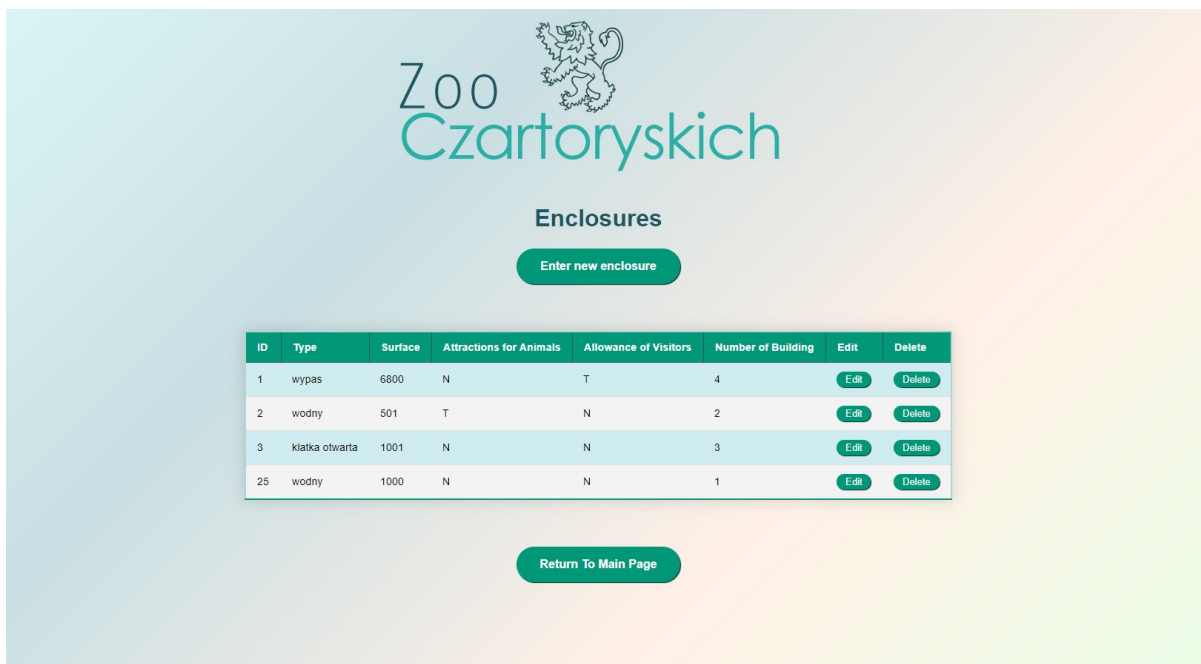 Zoo
Czartoryskich
Enclosures
Enter new enclosure
ID Type Surface Attractions for Animals Allowance of Visitors Number of Building Edit Delete
1 wypas 6800 N T 4 Edit Delete
2 wodny 501 T N 2 Edit Delete
3 klatka otwarta 1001 N N 3 Edit Delete
25 wodny 1000 N N 1 Edit Delete
Return To Main Page